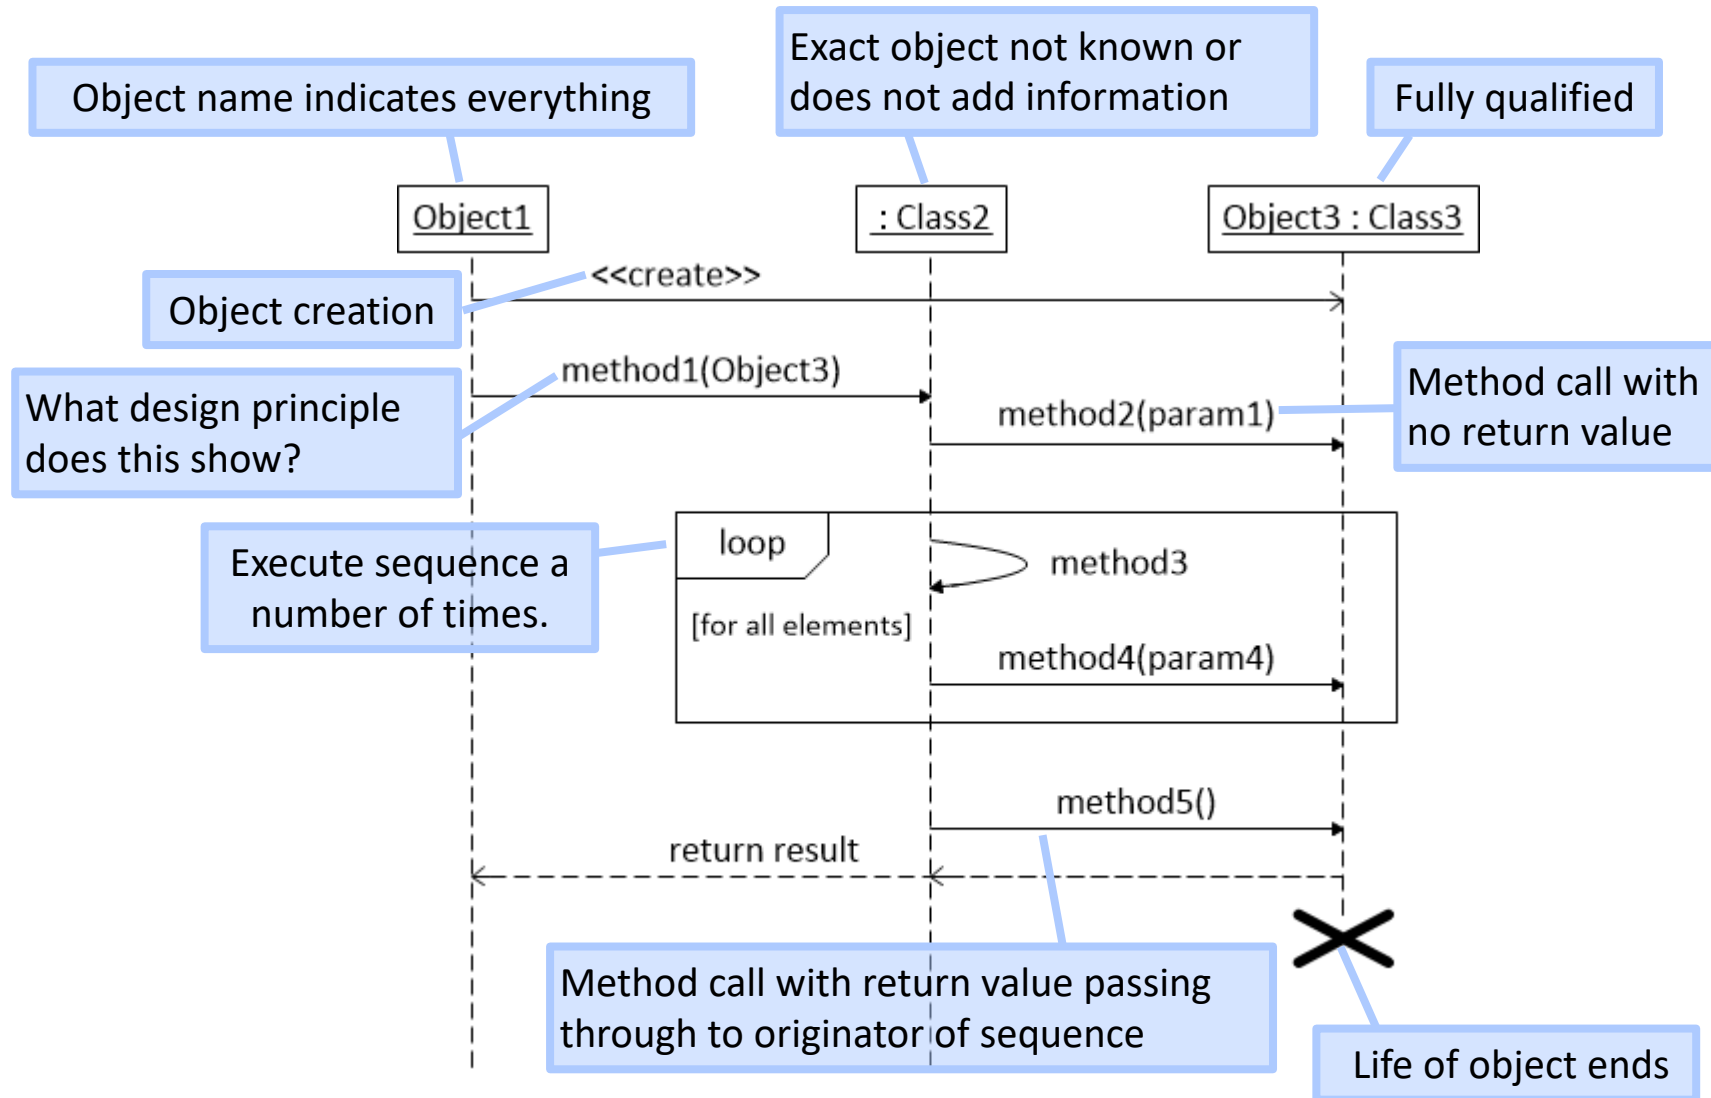 Object name indicates everything
Exact object not known or
does not add information
Fully qualified
Object1
: Class2
Object3 : Class3
<<create>>
Object creation
method1(Object3)
What design principle
does this show?
method2(param1)
Method call with
no return value
Execute sequence a
number of times.
loop
method3
[for all elements]
method4(param4)
method5()
return result
Method call with return value passing
through to originator of sequence
Life of object ends